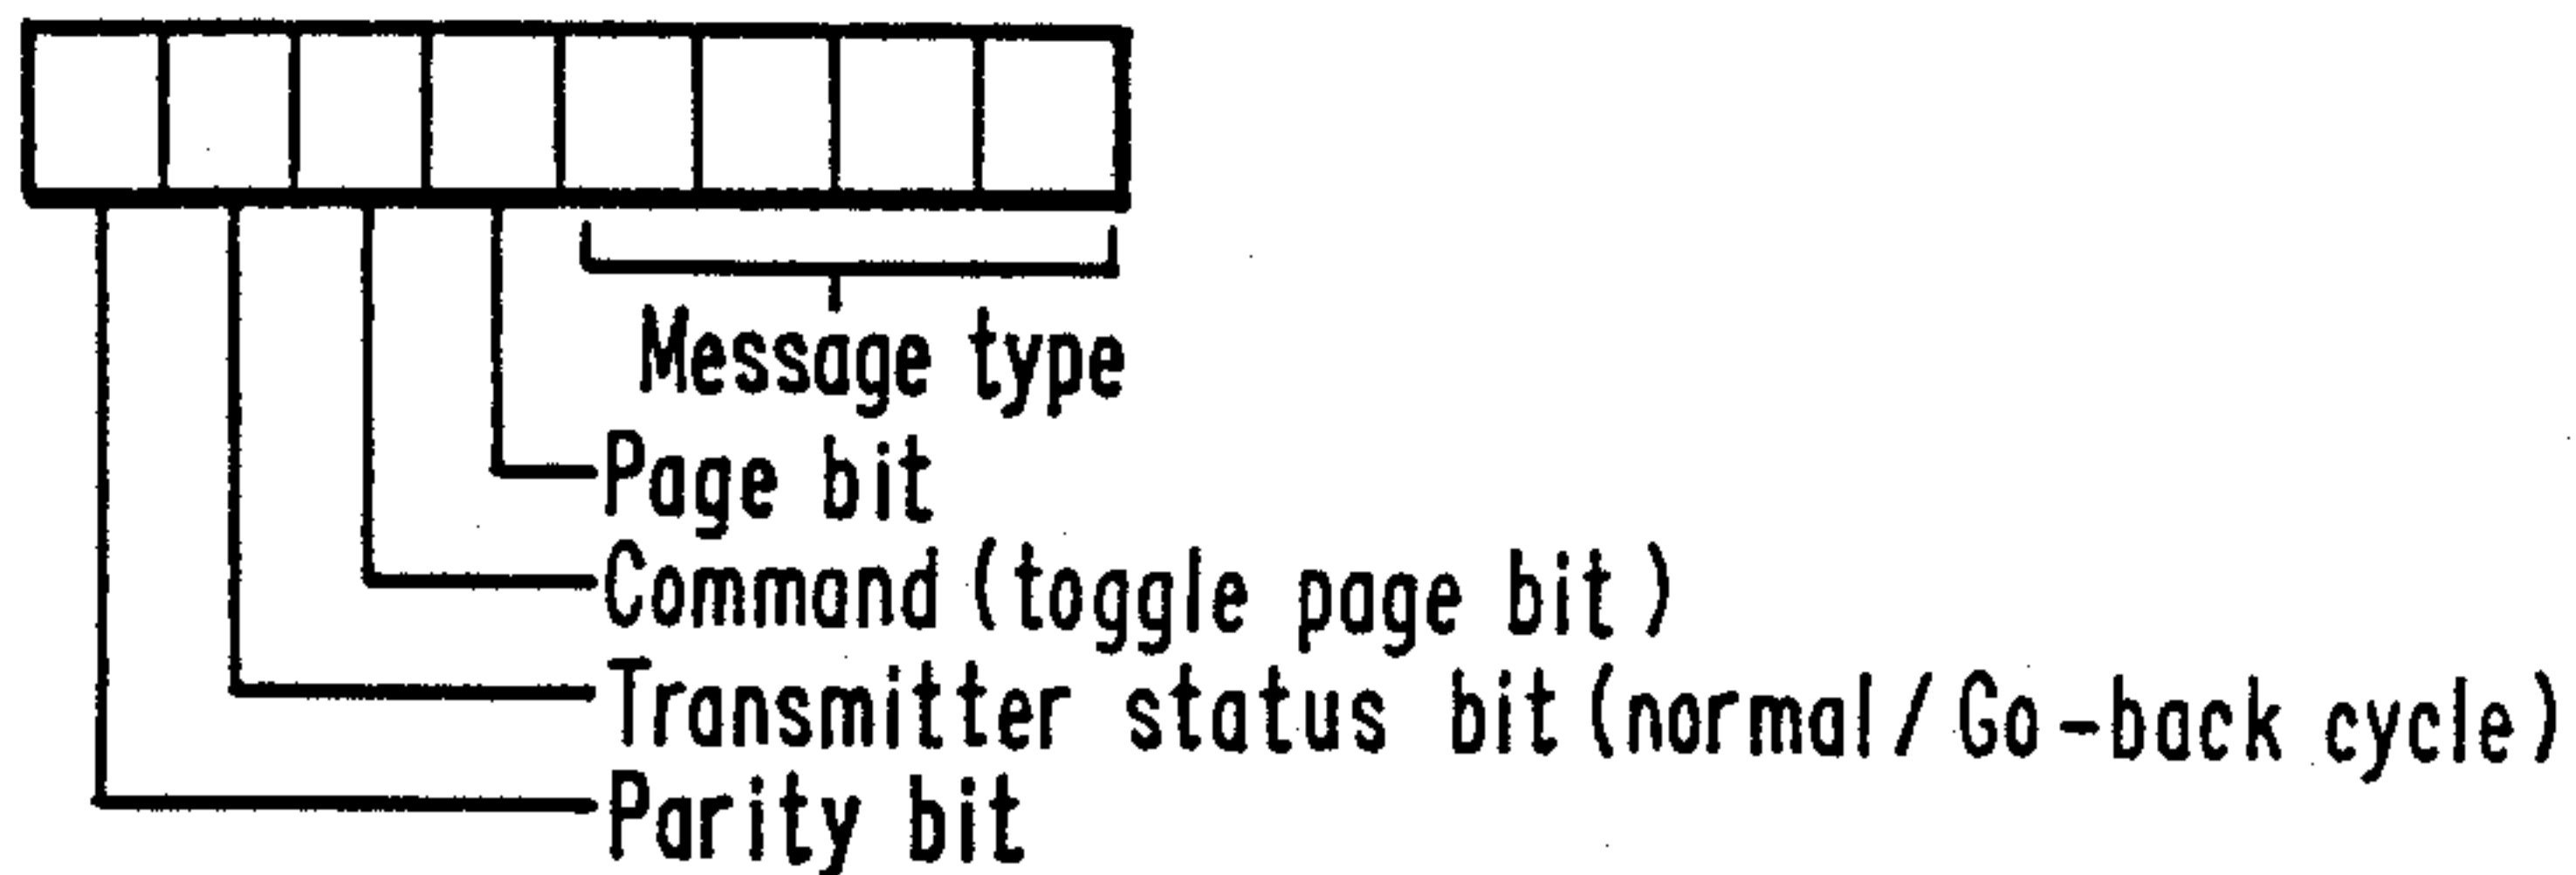 Message type
Page bit
Command (toggle page bit)
Transmitter status bit (normal / Go-back cycle)
Parity bit